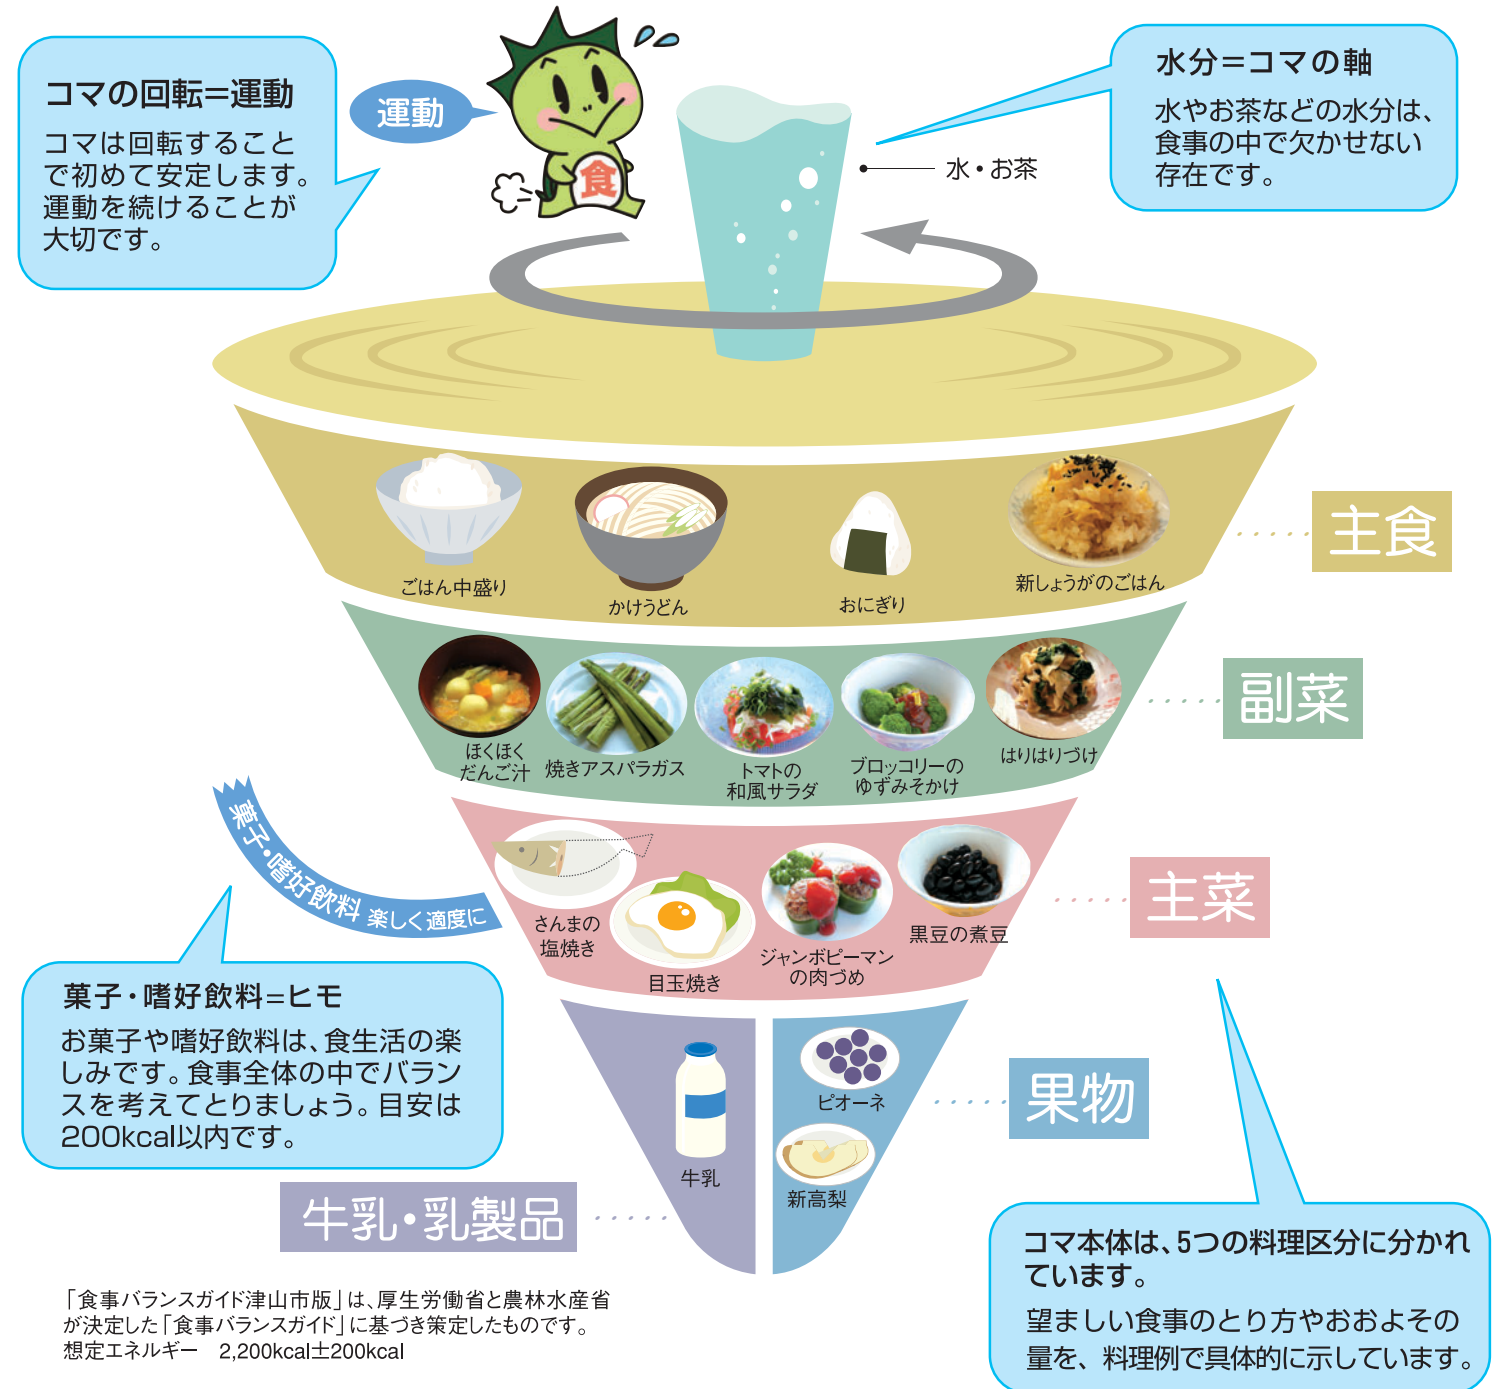 コマの回転＝運動
コマは回転すること
で初めて安定します。
運動を続けることが
大切です。
運動
食
水・お茶
水分＝コマの軸
水やお茶などの水分は、
食事の中で欠かせない
存在です。
ごはん中盛り
かけうどん
おにぎり
新しょうがのごはん
主食
ほくほく
だんご汁
焼きアスパラガス
トマトの
和風サラダ
ブロッコリーの
ゆずみそかけ
はりはりづけ
副菜
さんまの
塩焼き
目玉焼き
ジャンボピーマン
の肉づめ
黒豆の煮豆
主菜
菓子・嗜好飲料 楽しく適度に
菓子・嗜好飲料=ヒモ
お菓子や嗜好飲料は、食生活の楽
しみです。食事全体の中でバラン
スを考えてとりましょう。目安は
200kcal以内です。
牛乳
牛乳・乳製品
ピオーネ
新高梨
果物
コマ本体は、5つの料理区分に分かれ
ています。
望ましい食事のとり方やおおよその
量を、料理例で具体的に示しています。
「食事バランスガイド津山市版」は、厚生労働省と農林水産省
が決定した「食事バランスガイド」に基づき策定したものです。
想定エネルギー　2,200kcal±200kcal